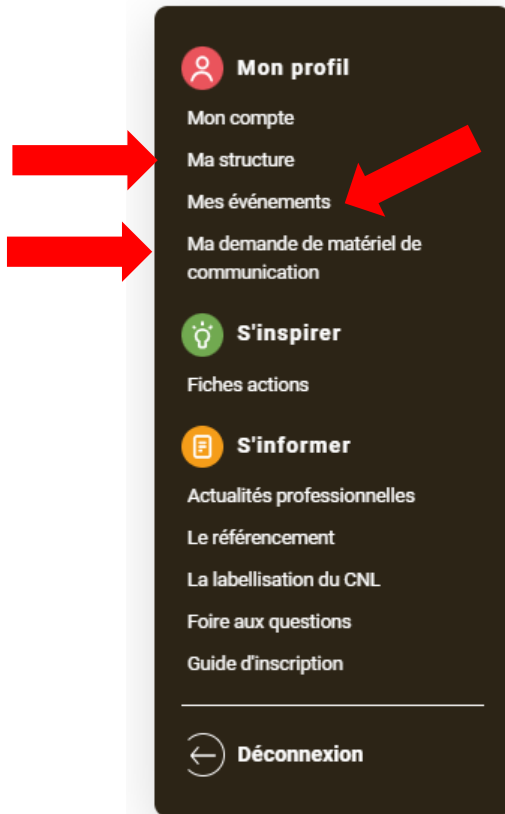 Mon profil
Mon compte
Ma structure
Mes événements
Ma demande de matériel de
communication
S'inspirer
Fiches actions
S'informer
Actualités professionnelles
Le référencement
La labellisation du CNL
Foire aux questions
Guide d'inscription
Déconnexion